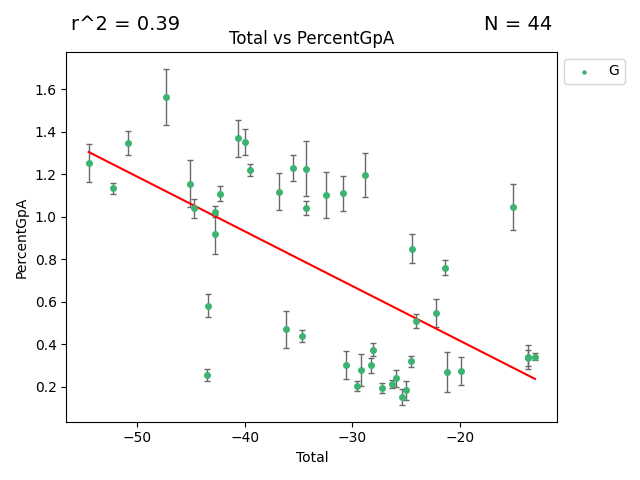 r^2 = 0.39
N = 44
Total vs PercentGpA
G
1.6
1.4
1.2
1.0
0.8
0.6
0.4
0.2
PercentGpA
−50
−40
−30
−20
Total